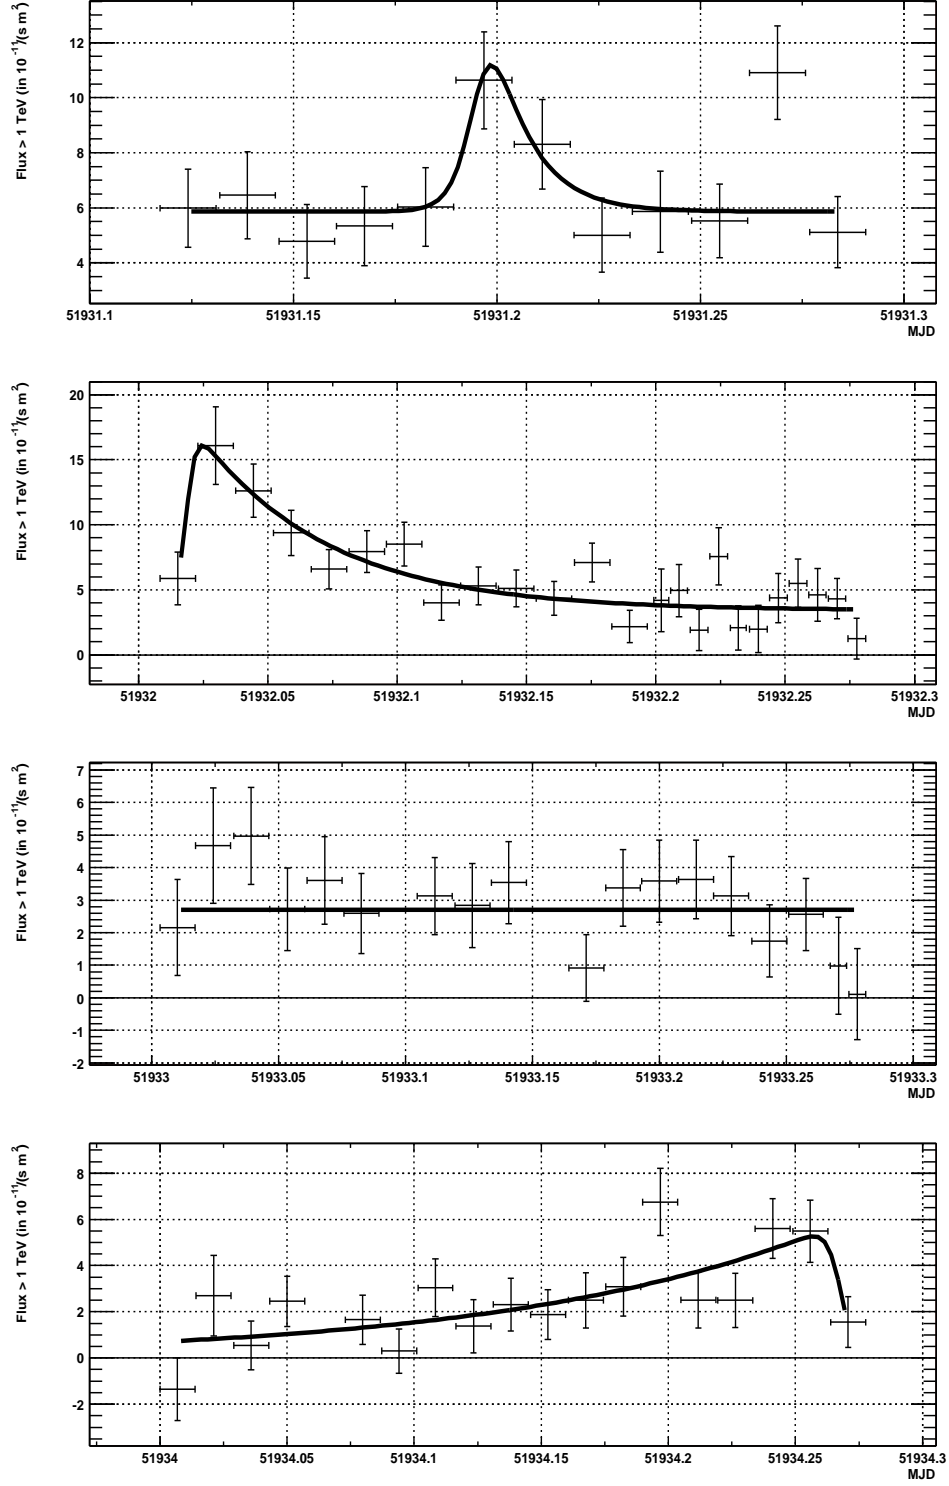 Flux > 1 TeV (in 10⁻¹¹/(s m²)
12
10
8
6
4
51931.1 51931.15 51931.2 51931.25 51931.3
MJD
Flux > 1 TeV (in 10⁻¹¹/(s m²)
20
15
10
5
0
51932 51932.05 51932.1 51932.15 51932.2 51932.25 51932.3
MJD
Flux > 1 TeV (in 10⁻¹¹/(s m²)
7
6
5
4
3
2
1
0
-1
-2
51933 51933.05 51933.1 51933.15 51933.2 51933.25 51933.3
MJD
Flux > 1 TeV (in 10⁻¹¹/(s m²)
8
6
4
2
0
-2
51934 51934.05 51934.1 51934.15 51934.2 51934.25 51934.3
MJD